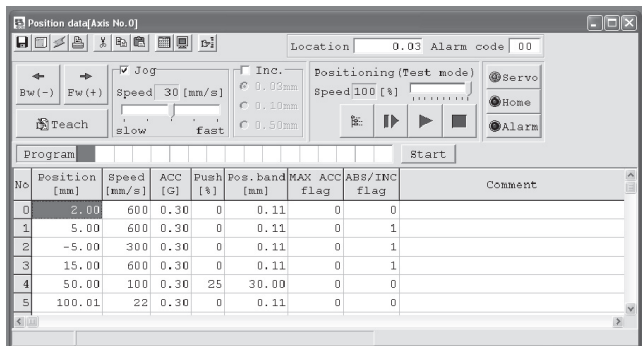 Position data[Axis No.0]
Location 0.03 Alarm code 00
Bw(-) Fw(+)
Teach
Jog
Speed 30 [mm/s]
slow fast
Inc.
0.03mm
0.10mm
0.50mm
Positioning(Test mode)
Speed 100 [%]
Servo
Home
Alarm
Program Start
No Position [mm] Speed [mm/s] ACC [G] Push [%] Pos.band [mm] MAX ACC flag ABS/INC flag Comment
0 2.00 600 0.30 0 0.11 0 0
1 5.00 600 0.30 0 0.11 0 1
2 -5.00 300 0.30 0 0.11 0 1
3 15.00 600 0.30 0 0.11 0 1
4 50.00 100 0.30 25 30.00 0 0
5 100.01 22 0.30 0 0.11 0 0